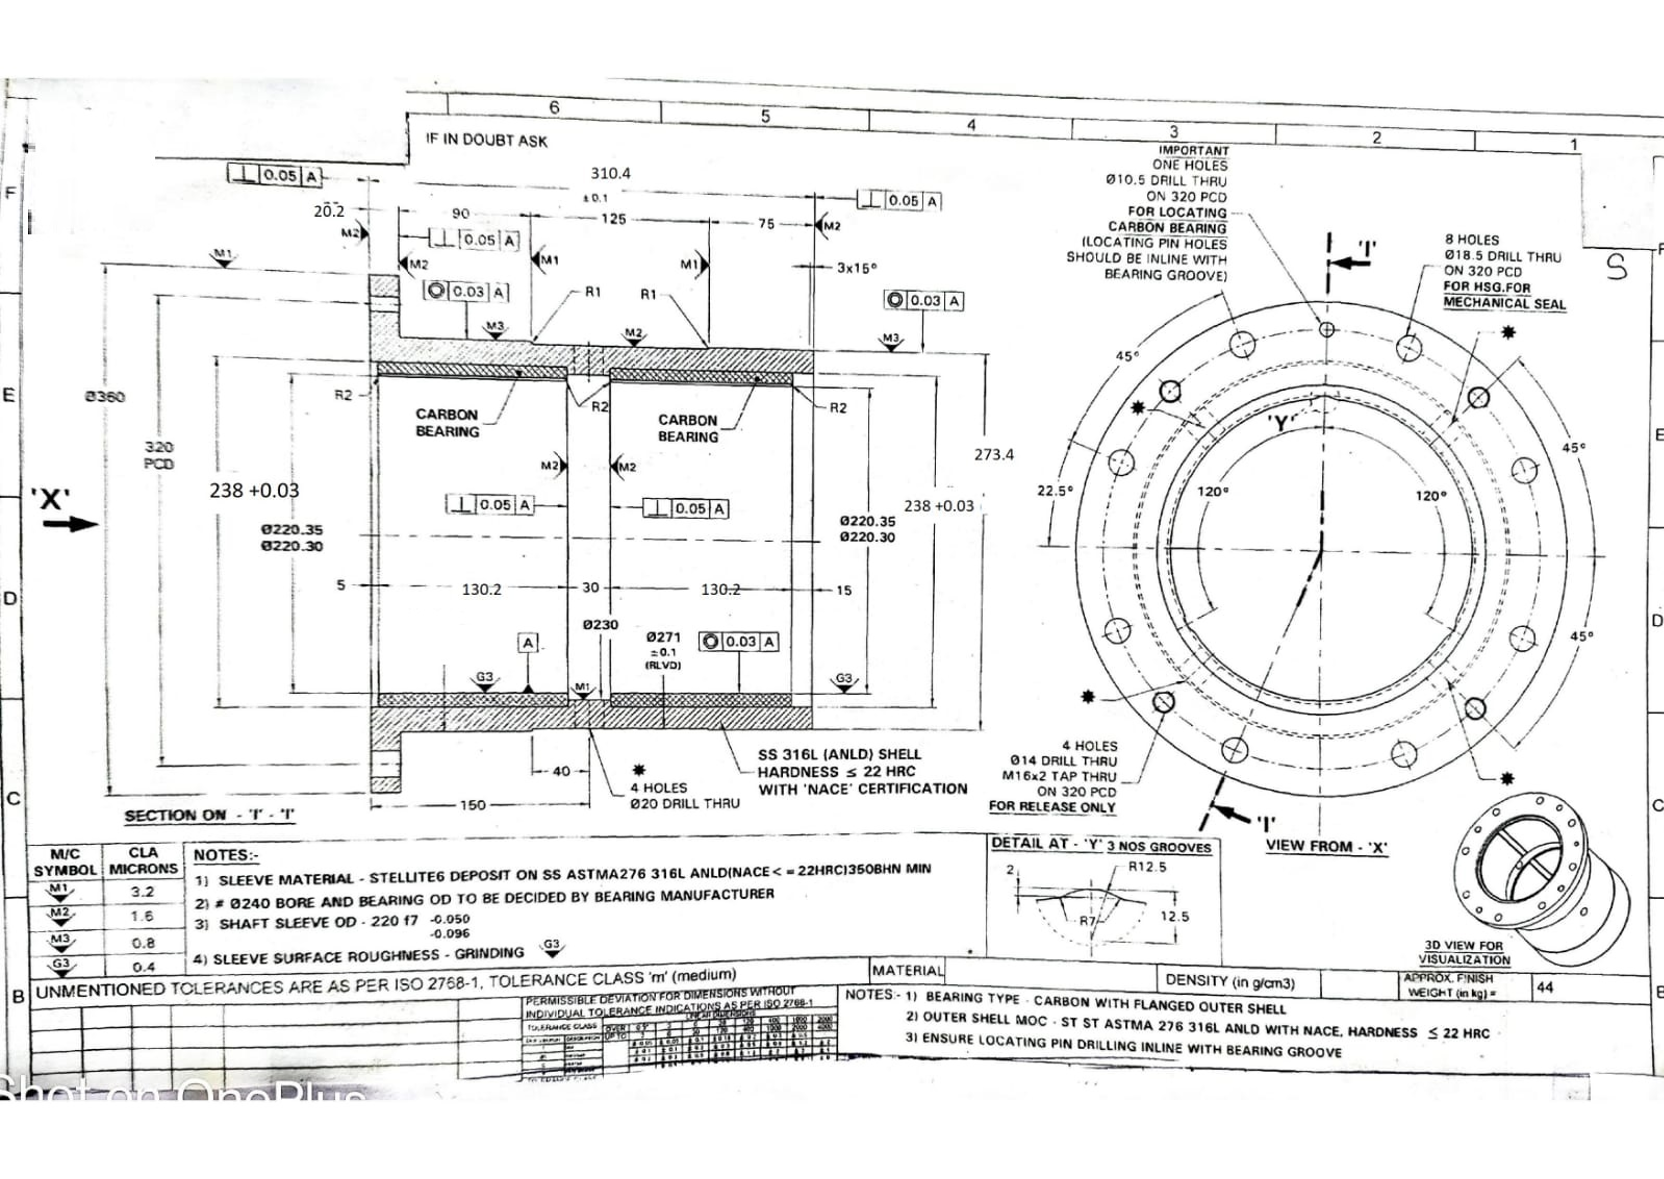 6
5
4
3
2
1
IF IN DOUBT ASK
F
E
D
C
B
⊥ 0.05 A
310.4
±0.1
⊥ 0.05 A
20.2
90
125
75
M2
⊥ 0.05 A
M2
M1
M2
M1
M1
3x15°
◎ 0.03 A
R1
R1
◎ 0.03 A
M3
M2
M3
R2
R2
R2
CARBON
BEARING
CARBON
BEARING
Ø360
320
PCD
'X'
238 +0.03
M2
M2
273.4
⊥ 0.05 A
⊥ 0.05 A
238 +0.03
Ø220.35
Ø220.30
Ø220.35
Ø220.30
5
130.2
30
130.2
15
Ø230
Ø271
±0.1
(RLVD)
A
◎ 0.03 A
G3
M1
G3
40
150
4 HOLES
Ø20 DRILL THRU
SS 316L (ANLD) SHELL
HARDNESS ≤ 22 HRC
WITH 'NACE' CERTIFICATION
SECTION ON - 'I' - 'I'
IMPORTANT
ONE HOLES
Ø10.5 DRILL THRU
ON 320 PCD
FOR LOCATING
CARBON BEARING
(LOCATING PIN HOLES
SHOULD BE INLINE WITH
BEARING GROOVE)
'I'
8 HOLES
Ø18.5 DRILL THRU
ON 320 PCD
FOR HSG.FOR
MECHANICAL SEAL
S
45°
'Y'
45°
22.5°
120°
120°
45°
4 HOLES
Ø14 DRILL THRU
M16x2 TAP THRU
ON 320 PCD
FOR RELEASE ONLY
'I'
VIEW FROM - 'X'
M/C
SYMBOL
CLA
MICRONS
M1 3.2
M2 1.6
M3 0.8
G3 0.4
NOTES:-
1) SLEEVE MATERIAL - STELLITE6 DEPOSIT ON SS ASTMA276 316L ANLD(NACE < = 22HRC)350BHN MIN
2) # Ø240 BORE AND BEARING OD TO BE DECIDED BY BEARING MANUFACTURER
3) SHAFT SLEEVE OD - 220 f7 -0.050
-0.096
4) SLEEVE SURFACE ROUGHNESS - GRINDING G3
DETAIL AT - 'Y' 3 NOS GROOVES
2
R12.5
R7
12.5
3D VIEW FOR
VISUALIZATION
UNMENTIONED TOLERANCES ARE AS PER ISO 2768-1, TOLERANCE CLASS 'm' (medium)
MATERIAL
DENSITY (in g/cm3)
APPROX. FINISH
WEIGHT (in kg) =
44
PERMISSIBLE DEVIATION FOR DIMENSIONS WITHOUT
INDIVIDUAL TOLERANCE INDICATIONS AS PER ISO 2768-1
LINEAR DIMENSIONS
TOLERANCE CLASS
OVER
UP TO
NOTES:- 1) BEARING TYPE - CARBON WITH FLANGED OUTER SHELL
2) OUTER SHELL MOC - ST ST ASTMA 276 316L ANLD WITH NACE, HARDNESS ≤ 22 HRC
3) ENSURE LOCATING PIN DRILLING INLINE WITH BEARING GROOVE
Shot on OnePlus